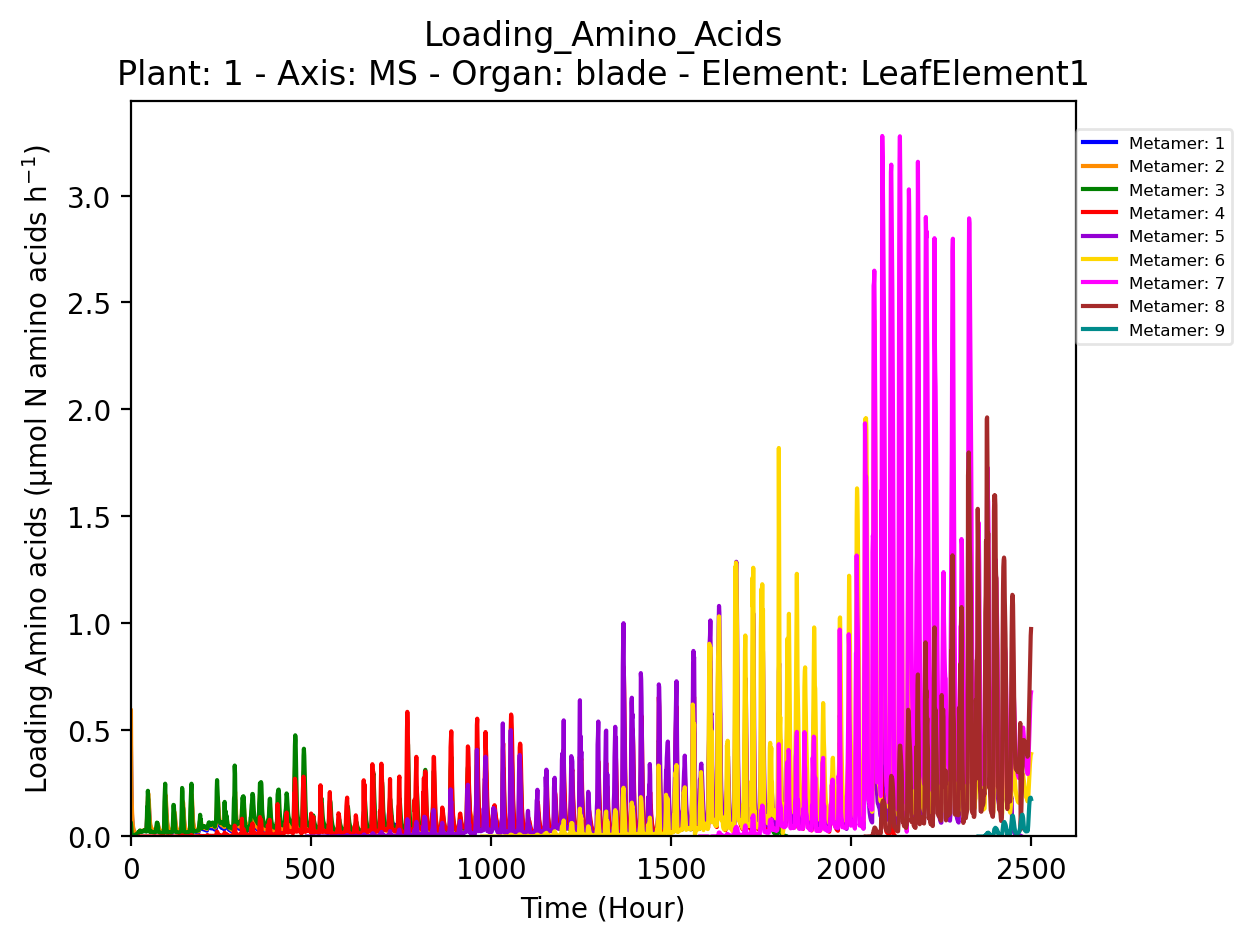 Loading_Amino_Acids
Plant: 1 - Axis: MS - Organ: blade - Element: LeafElement1
Loading Amino acids (µmol N amino acids h⁻¹)
3.0
2.5
2.0
1.5
1.0
0.5
0.0
0 500 1000 1500 2000 2500
Time (Hour)
Metamer: 1
Metamer: 2
Metamer: 3
Metamer: 4
Metamer: 5
Metamer: 6
Metamer: 7
Metamer: 8
Metamer: 9